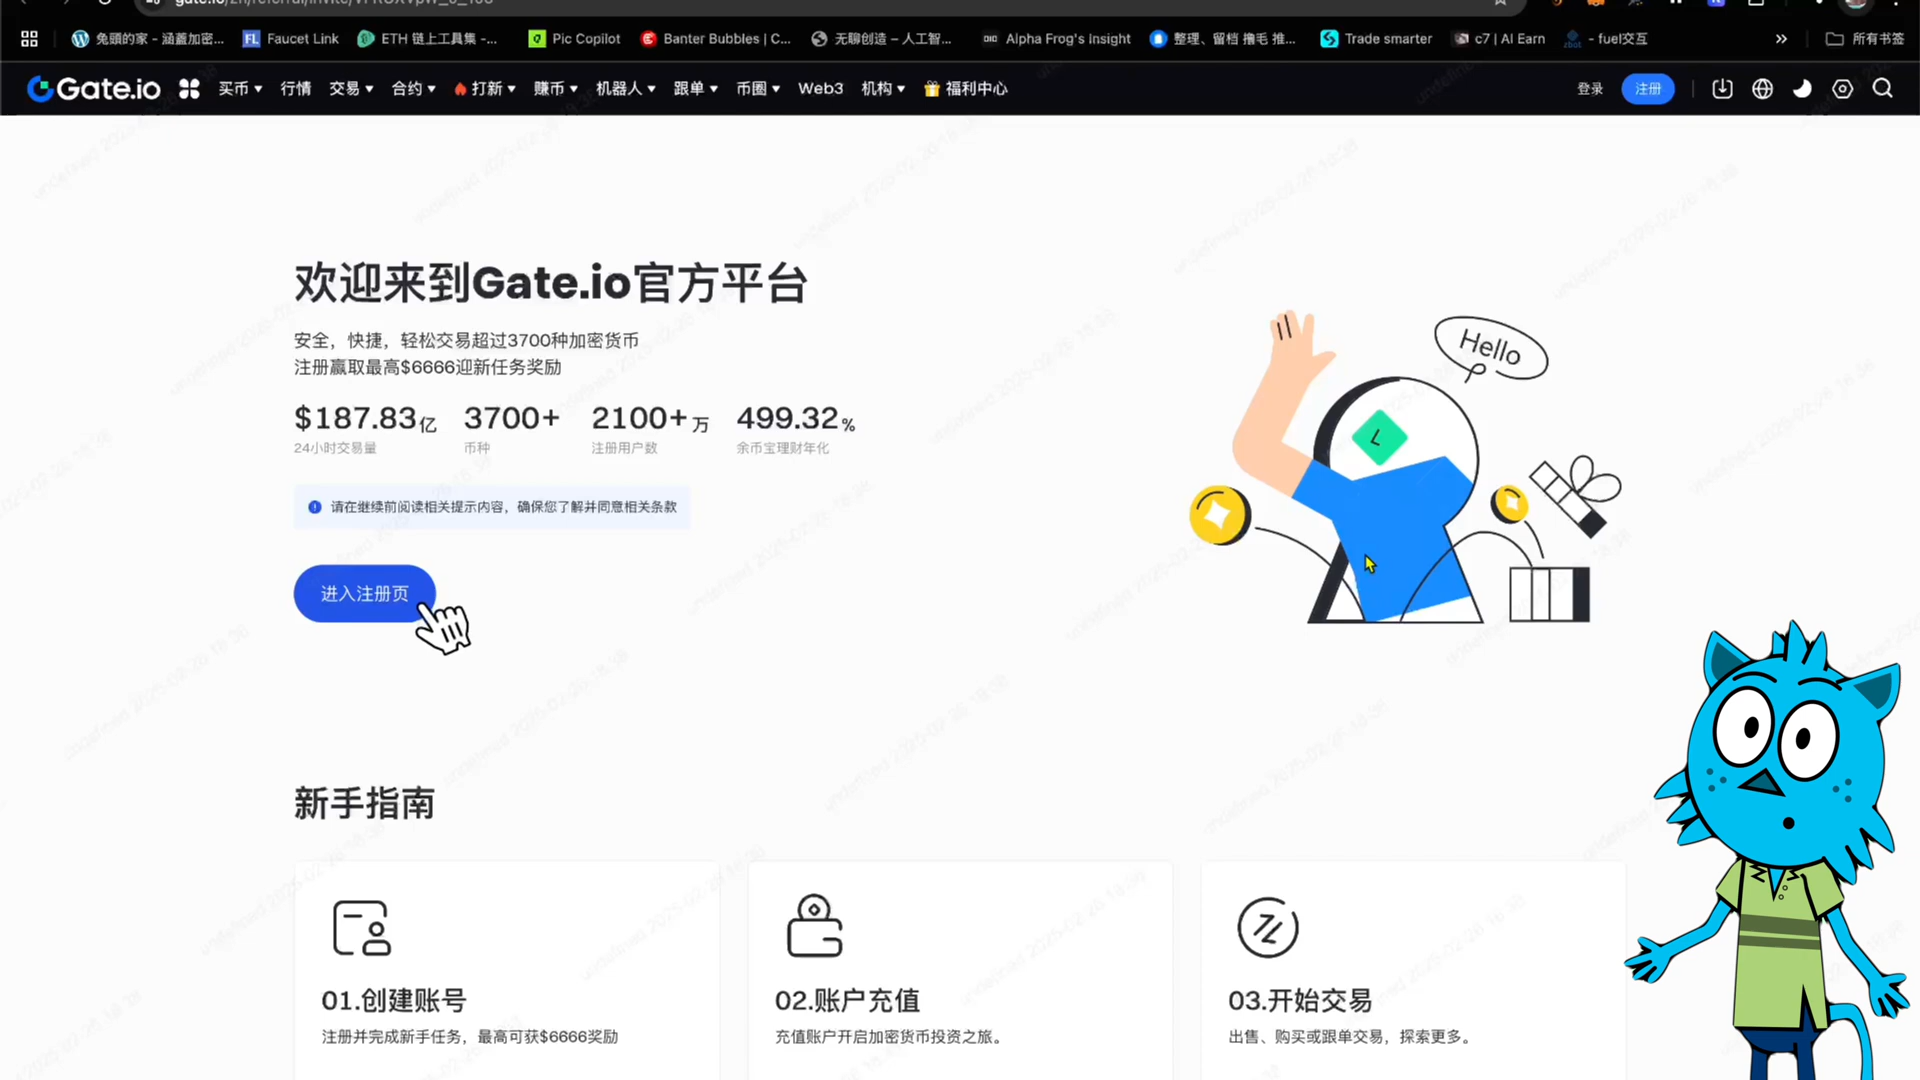 兔頭的家 - 涵蓋加密...
FL Faucet Link
ETH 链上工具集 -...
Pic Copilot
Banter Bubbles | C...
无聊创造 – 人工智...
Alpha Frog's insight
整理、留档 撸毛 推...
Trade smarter
c7 | AI Earn
- fuel交互
所有书签
Gate.io
买币
行情
交易
合约
打新
赚币
机器人
跟单
币圈
Web3
机构
福利中心
登录
注册
欢迎来到Gate.io官方平台
安全，快捷，轻松交易超过3700种加密货币
注册赢取最高$6666迎新任务奖励
$187.83亿
3700+
2100+万
499.32%
24小时交易量
币种
注册用户数
余币宝理财年化
请在继续前阅读相关提示内容，确保您了解并同意相关条款
进入注册页
Hello
新手指南
01.创建账号
注册并完成新手任务，最高可获$6666奖励
02.账户充值
充值账户开启加密货币投资之旅。
03.开始交易
出售、购买或跟单交易，探索更多。